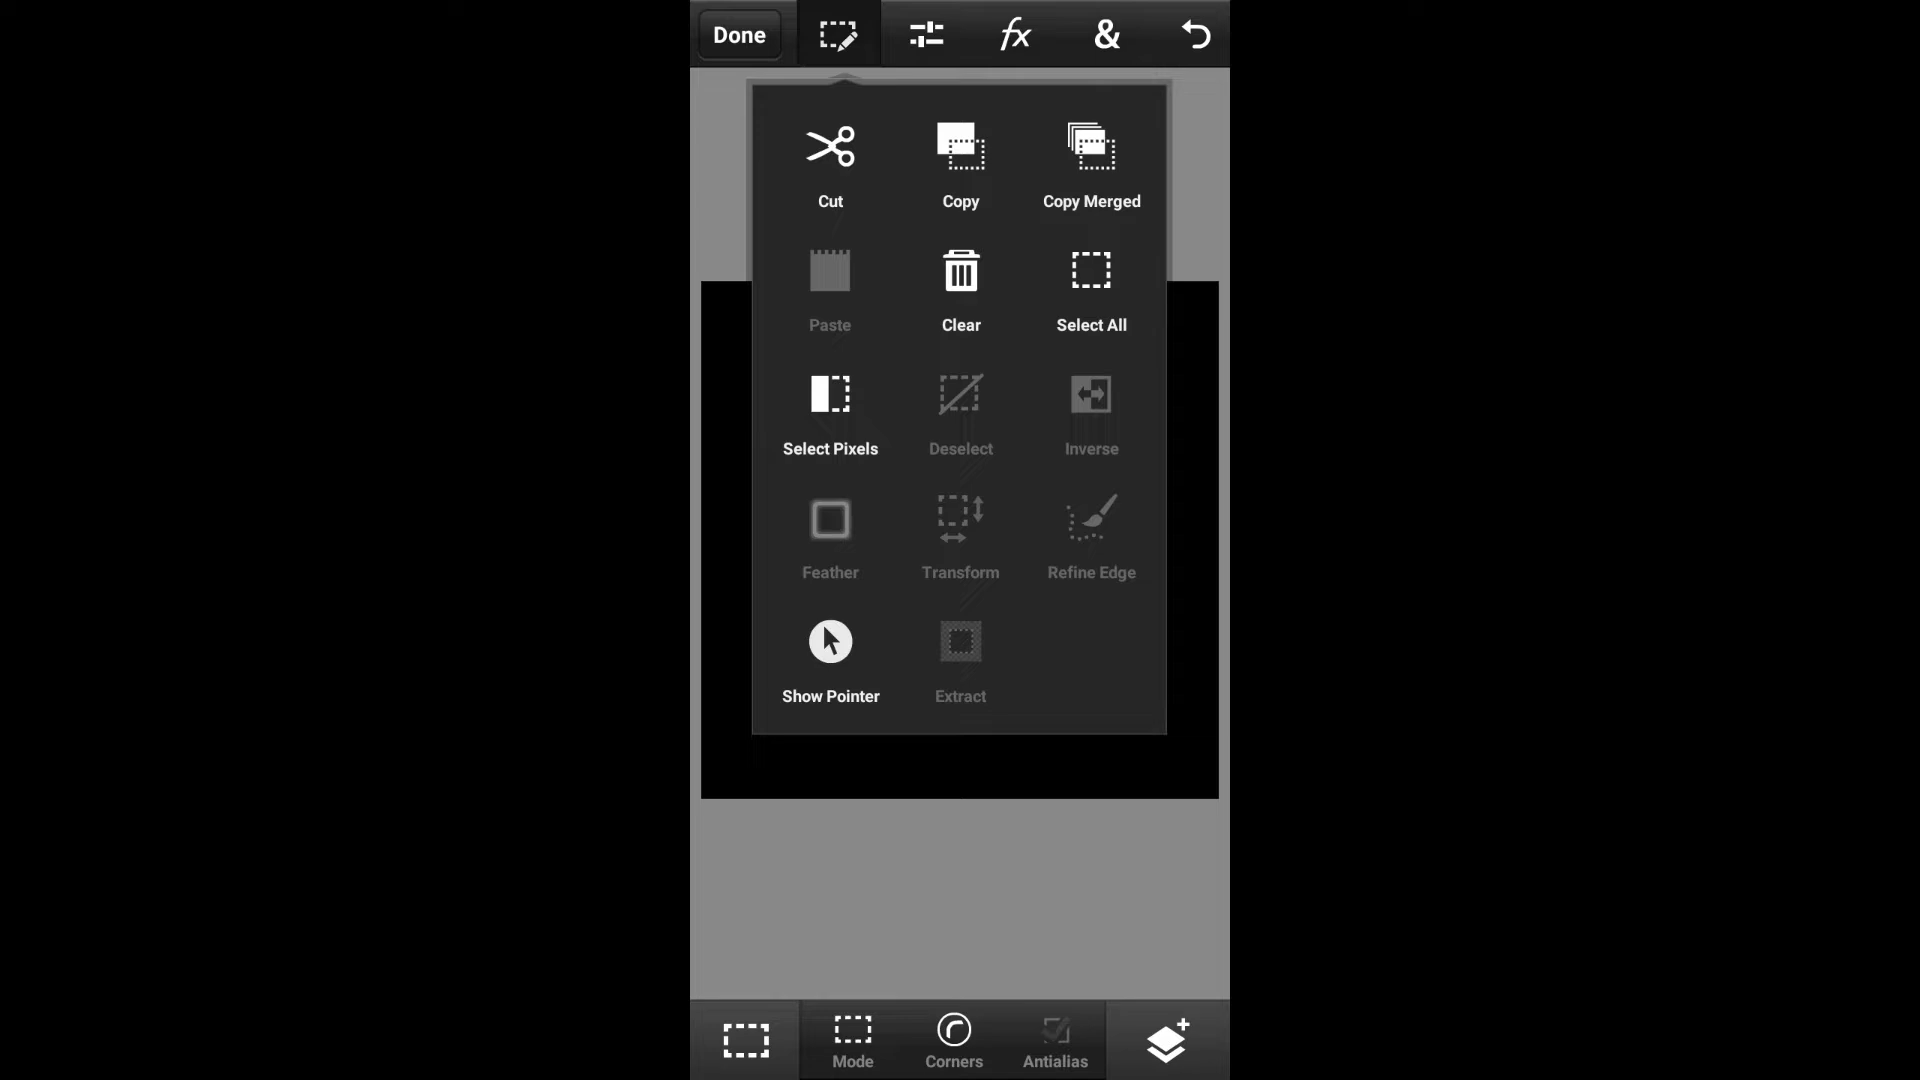 Done fx &
Cut Copy Copy Merged
Paste Clear Select All
Select Pixels Deselect Inverse
Feather Transform Refine Edge
Show Pointer Extract
Mode Corners Antialias